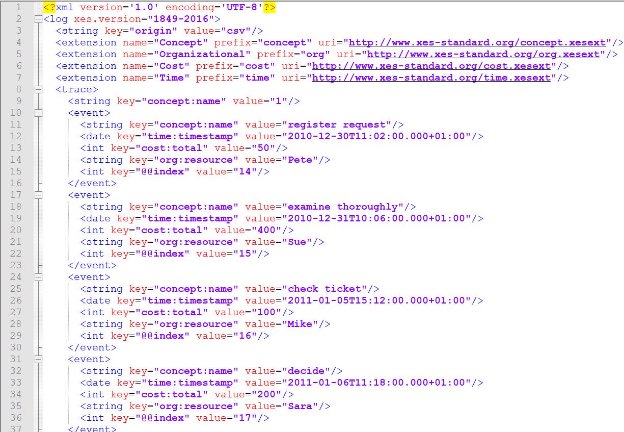 1 <?xml version='1.0' encoding='UTF-8'?>
2 <log xes.version="1849-2016">
3 <string key="origin" value="csv"/>
4 <extension name="Concept" prefix="concept" uri="http://www.xes-standard.org/concept.xesext"/>
5 <extension name="Organizational" prefix="org" uri="http://www.xes-standard.org/org.xesext"/>
6 <extension name="Cost" prefix="cost" uri="http://www.xes-standard.org/cost.xesext"/>
7 <extension name="Time" prefix="time" uri="http://www.xes-standard.org/time.xesext"/>
8 <trace>
9 <string key="concept:name" value="1"/>
10 <event>
11 <string key="concept:name" value="register request"/>
12 <date key="time:timestamp" value="2010-12-30T11:02:00.000+01:00"/>
13 <int key="cost:total" value="50"/>
14 <string key="org:resource" value="Pete"/>
15 <int key="@@index" value="14"/>
16 </event>
17 <event>
18 <string key="concept:name" value="examine thoroughly"/>
19 <date key="time:timestamp" value="2010-12-31T10:06:00.000+01:00"/>
20 <int key="cost:total" value="400"/>
21 <string key="org:resource" value="Sue"/>
22 <int key="@@index" value="15"/>
23 </event>
24 <event>
25 <string key="concept:name" value="check ticket"/>
26 <date key="time:timestamp" value="2011-01-05T15:12:00.000+01:00"/>
27 <int key="cost:total" value="100"/>
28 <string key="org:resource" value="Mike"/>
29 <int key="@@index" value="16"/>
30 </event>
31 <event>
32 <string key="concept:name" value="decide"/>
33 <date key="time:timestamp" value="2011-01-06T11:18:00.000+01:00"/>
34 <int key="cost:total" value="200"/>
35 <string key="org:resource" value="Sara"/>
36 <int key="@@index" value="17"/>
37 </event>